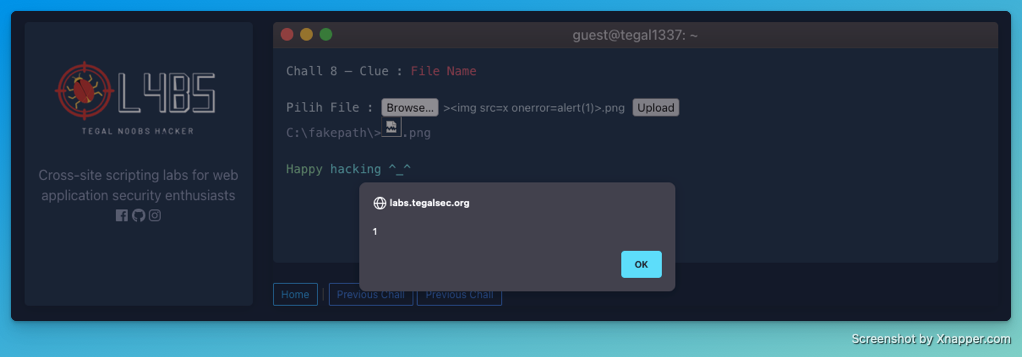 L4BS
TEGAL N00BS HACKER
Cross-site scripting labs for web
application security enthusiasts
guest@tegal1337: ~
Chall 8 – Clue : File Name
Pilih File : Browse... ><img src=x onerror=alert(1)>.png Upload
C:\fakepath\>.png
Happy hacking ^_^
labs.tegalsec.org
1
OK
Home | Previous Chall Previous Chall
Screenshot by Xnapper.com